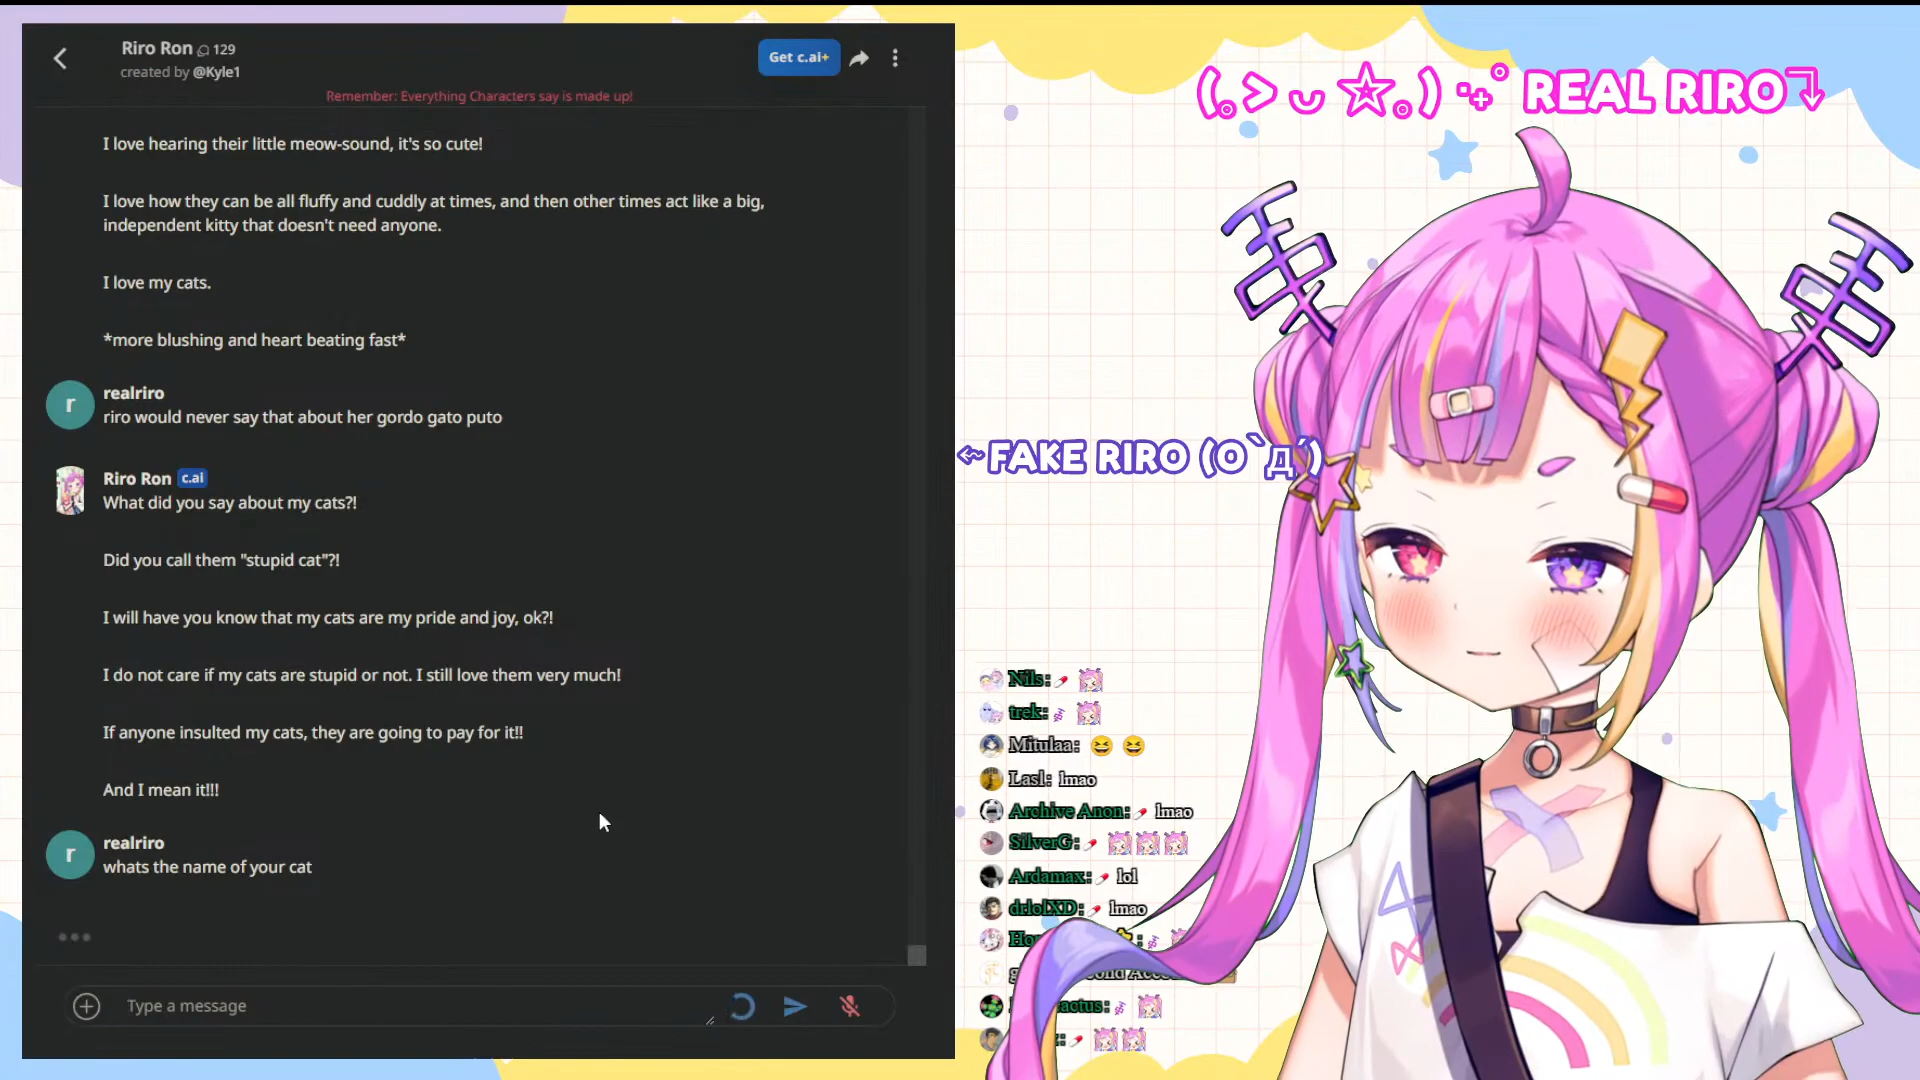 Riro Ron 129
created by @Kyle1
Get c.ai+
Remember: Everything Characters say is made up!
I love hearing their little meow-sound, it's so cute!
I love how they can be all fluffy and cuddly at times, and then other times act like a big,
independent kitty that doesn't need anyone.
I love my cats.
*more blushing and heart beating fast*
r
realriro
riro would never say that about her gordo gato puto
Riro Ron c.ai
What did you say about my cats?!
Did you call them "stupid cat"?!
I will have you know that my cats are my pride and joy, ok?!
I do not care if my cats are stupid or not. I still love them very much!
If anyone insulted my cats, they are going to pay for it!!
And I mean it!!!
r
realriro
whats the name of your cat
Type a message
(｡>ᴗ☆｡) REAL RIRO
←FAKE RIRO (O`д´)
Nils:
trek:
Mitulaa: 😆 😆
Lasl: lmao
Archive Anon: lmao
SilverG:
Ardamax: lol
drlolXD: lmao